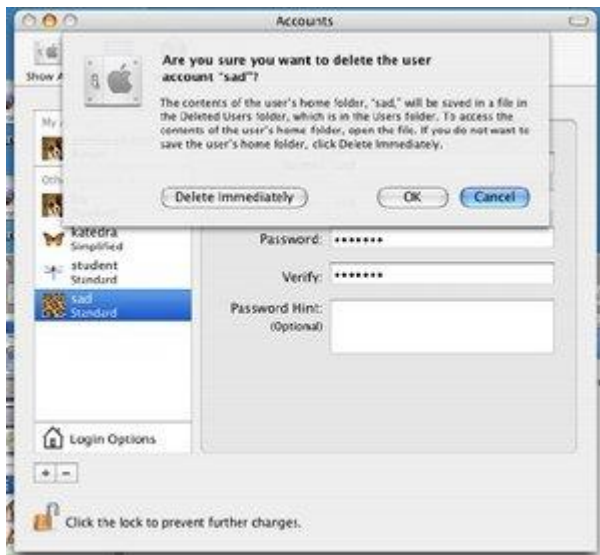 Accounts
Show A
Are you sure you want to delete the user
account "sad"?
The contents of the user's home folder, "sad," will be saved in a file in
the Deleted Users folder, which is in the Users folder. To access the
contents of the user's home folder, open the file. If you do not want to
save the user's home folder, click Delete Immediately.
Delete Immediately
OK
Cancel
My A
Oth
katedra
Simplified
student
Standard
sad
Standard
Password:
Verify:
Password Hint:
(Optional)
Login Options
Click the lock to prevent further changes.